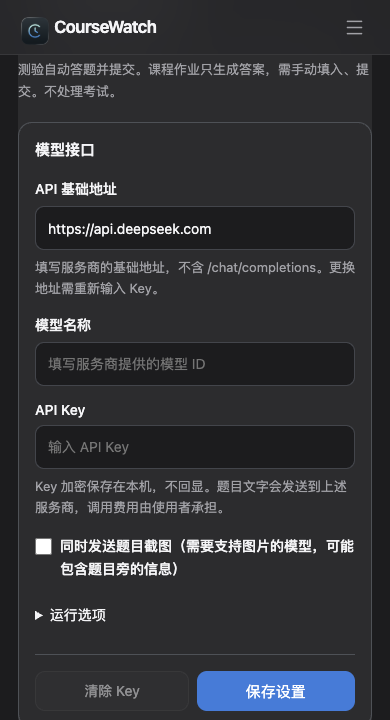 CourseWatch
测验自动答题并提交。课程作业只生成答案，需手动填入、提
交。不处理考试。
模型接口
API 基础地址
https://api.deepseek.com
填写服务商的基础地址，不含 /chat/completions。更换
地址需重新输入 Key。
模型名称
填写服务商提供的模型 ID
API Key
输入 API Key
Key 加密保存在本机，不回显。题目文字会发送到上述
服务商，调用费用由使用者承担。
同时发送题目截图（需要支持图片的模型，可能
包含题目旁的信息）
运行选项
清除 Key
保存设置